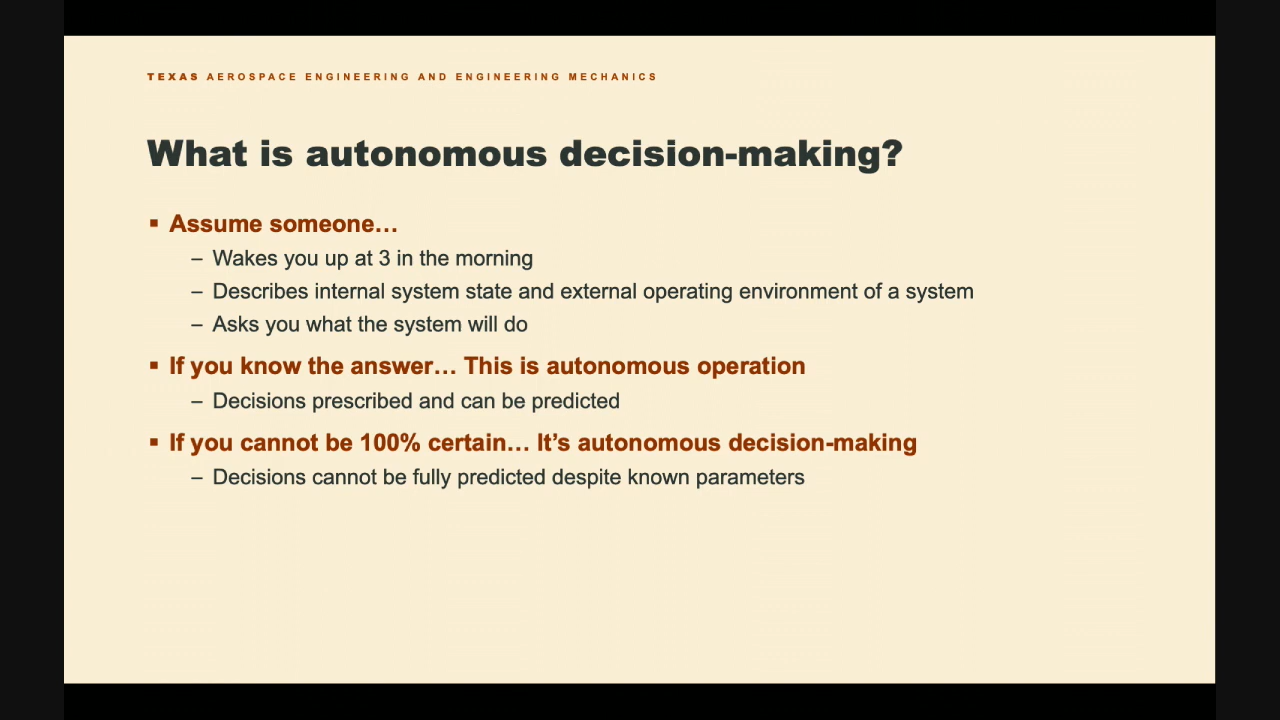 TEXAS AEROSPACE ENGINEERING AND ENGINEERING MECHANICS
What is autonomous decision-making?
▪ Assume someone…
– Wakes you up at 3 in the morning
– Describes internal system state and external operating environment of a system
– Asks you what the system will do
▪ If you know the answer… This is autonomous operation
– Decisions prescribed and can be predicted
▪ If you cannot be 100% certain… It’s autonomous decision-making
– Decisions cannot be fully predicted despite known parameters